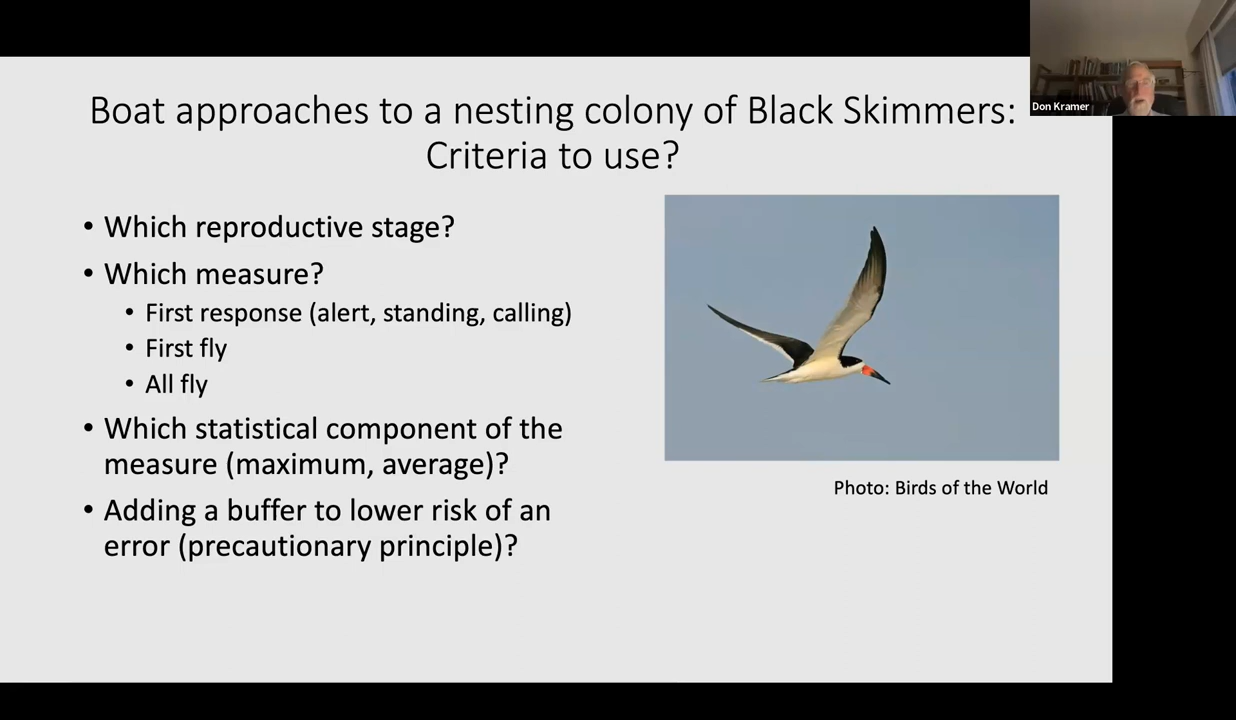 Boat approaches to a nesting colony of Black Skimmers:
Criteria to use?
Don Kramer
• Which reproductive stage?
• Which measure?
• First response (alert, standing, calling)
• First fly
• All fly
• Which statistical component of the
measure (maximum, average)?
• Adding a buffer to lower risk of an
error (precautionary principle)?
Photo: Birds of the World